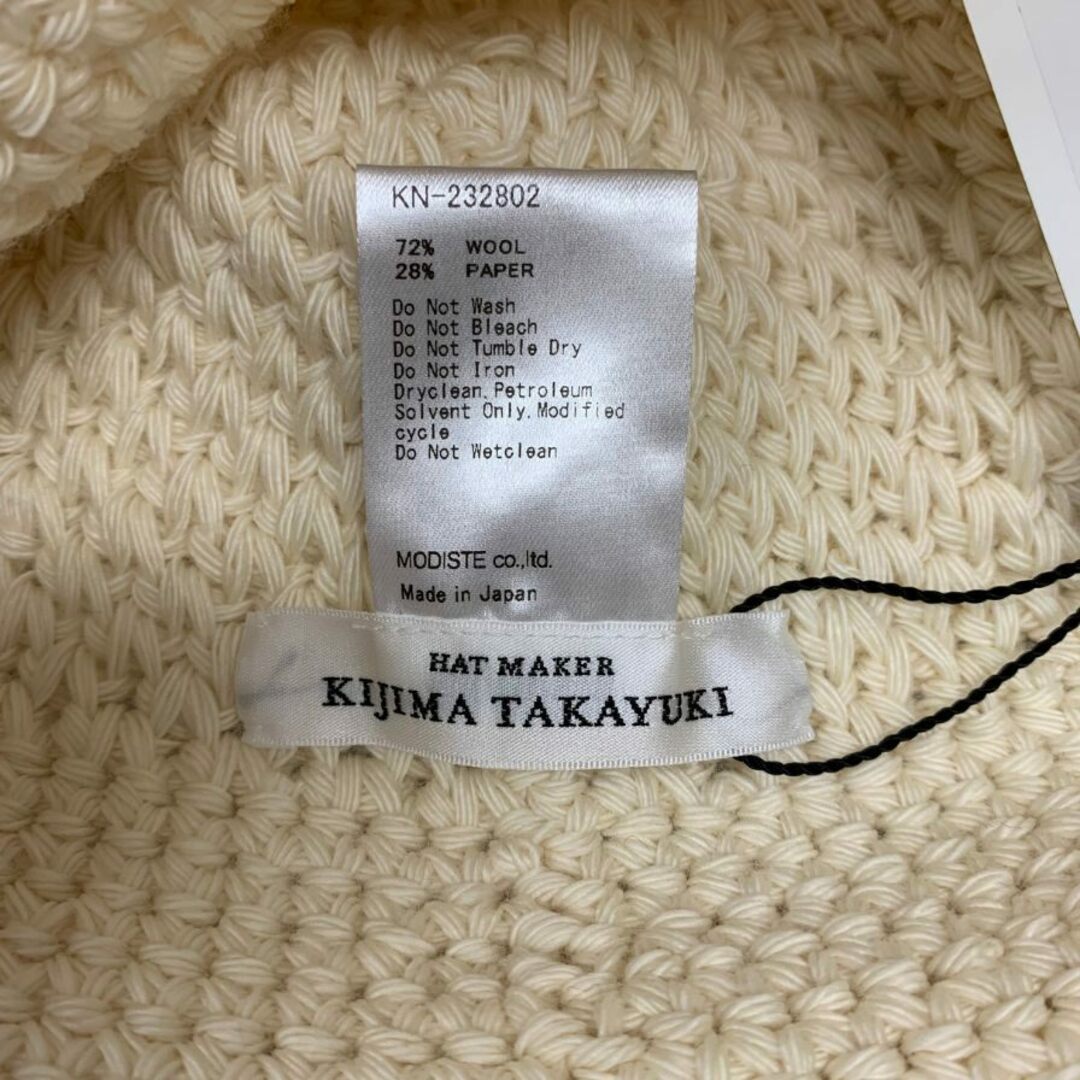 KN-232802
72% WOOL
28% PAPER
Do Not Wash
Do Not Bleach
Do Not Tumble Dry
Do Not Iron
Dryclean,Petroleum
Solvent Only,Modified
cycle
Do Not Wetclean
MODISTE co.,ltd.
Made in Japan
HAT MAKER
KIJIMA TAKAYUKI